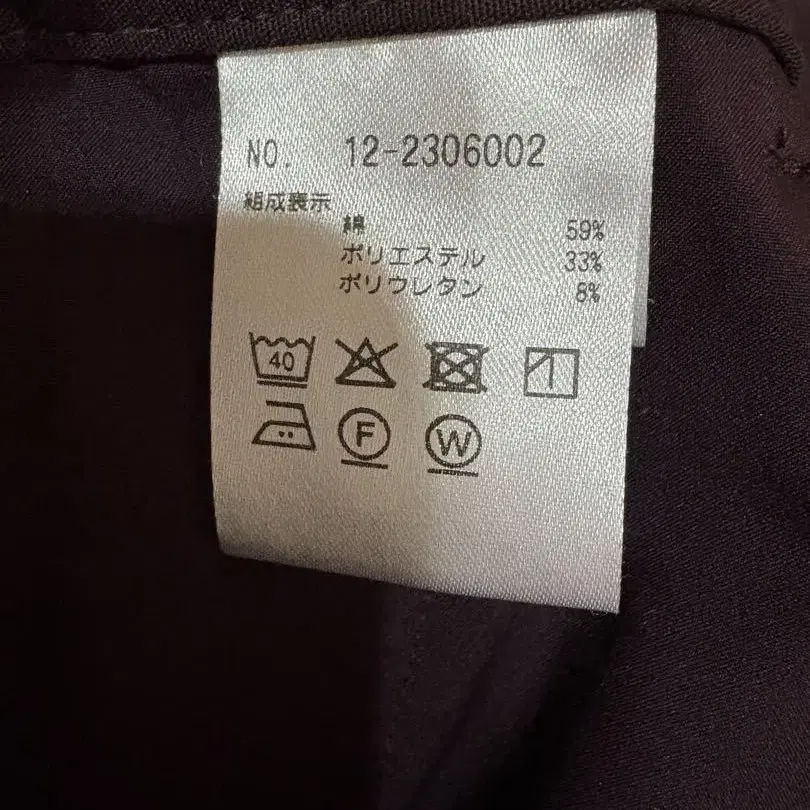 NO. 12-2306002
組成表示
綿 59%
ポリエステル 33%
ポリウレタン 8%
40
F W